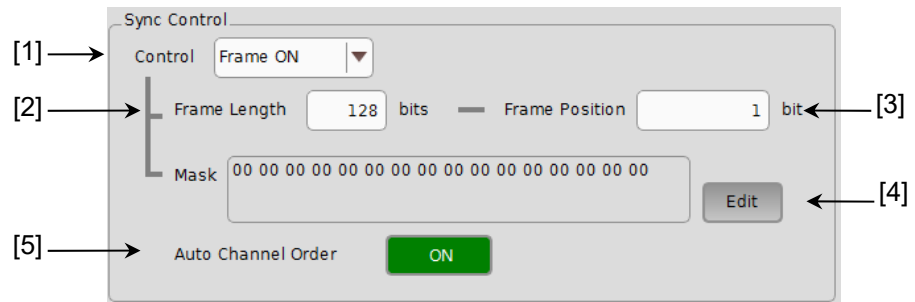 Sync Control
[1] Control Frame ON
[2] Frame Length 128 bits Frame Position 1 bit [3]
Mask 00 00 00 00 00 00 00 00 00 00 00 00 00 00 00 00
Edit [4]
[5] Auto Channel Order ON